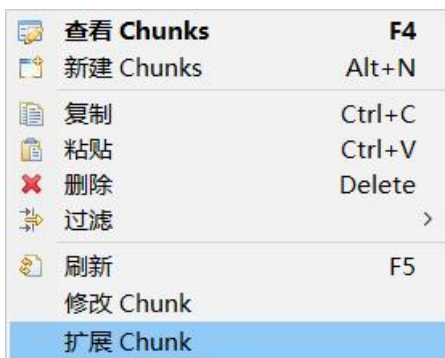 查看 Chunks F4
新建 Chunks Alt+N
复制 Ctrl+C
粘贴 Ctrl+V
删除 Delete
过滤 >
刷新 F5
修改 Chunk
扩展 Chunk